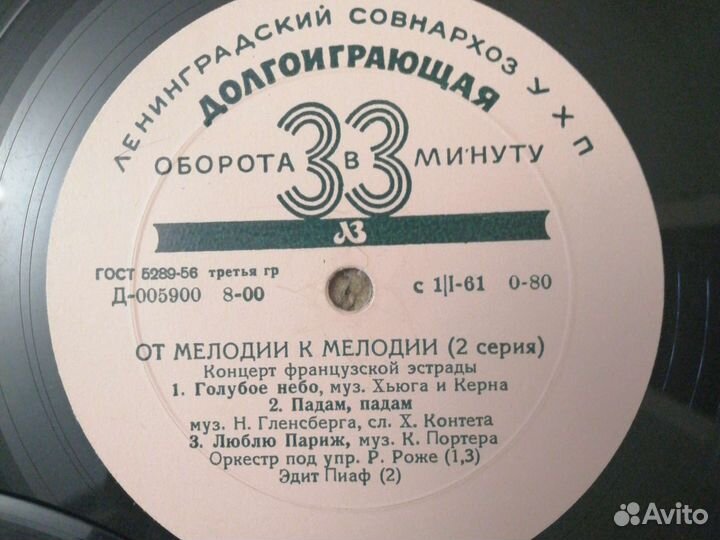 ЛЕНИНГРАДСКИЙ СОВНАРХОЗ УХП
ДОЛГОИГРАЮЩАЯ
ОБОРОТА 33 В МИНУТУ
ЛЗ
ГОСТ 5289-56 третья гр
Д-005900 8-00 с 1|I-61 0-80
ОТ МЕЛОДИИ К МЕЛОДИИ (2 серия)
Концерт французской эстрады
1. Голубое небо, муз. Хьюга и Керна
2. Падам, падам
муз. Н. Гленсберга, сл. Х. Контета
3. Люблю Париж, муз. К. Портера
Оркестр под упр. Р. Роже (1,3)
Эдит Пиаф (2)
Avito